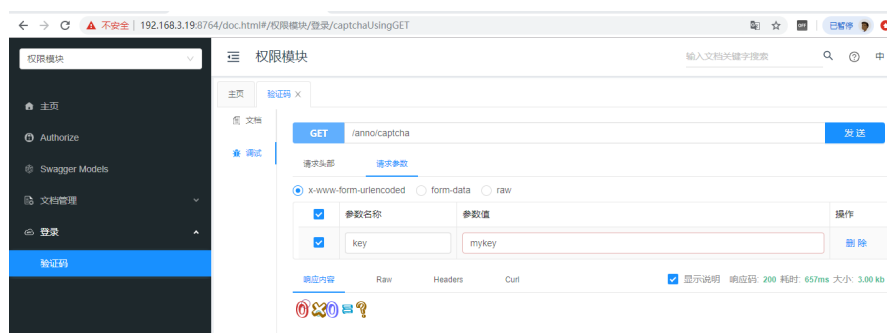 不安全 | 192.168.3.19:8764/doc.html#/权限模块/登录/captchaUsingGET
已暂停
权限模块
权限模块
输入文档关键字搜索
中
主页
验证码 ×
主页
Authorize
Swagger Models
文档管理
登录
验证码
文档
调试
GET /anno/captcha
发送
请求头部 请求参数
x-www-form-urlencoded form-data raw
参数名称 参数值 操作
key mykey 删除
响应内容 Raw Headers Curl
显示说明 响应码: 200 耗时: 657ms 大小: 3.00 kb
0×0=?